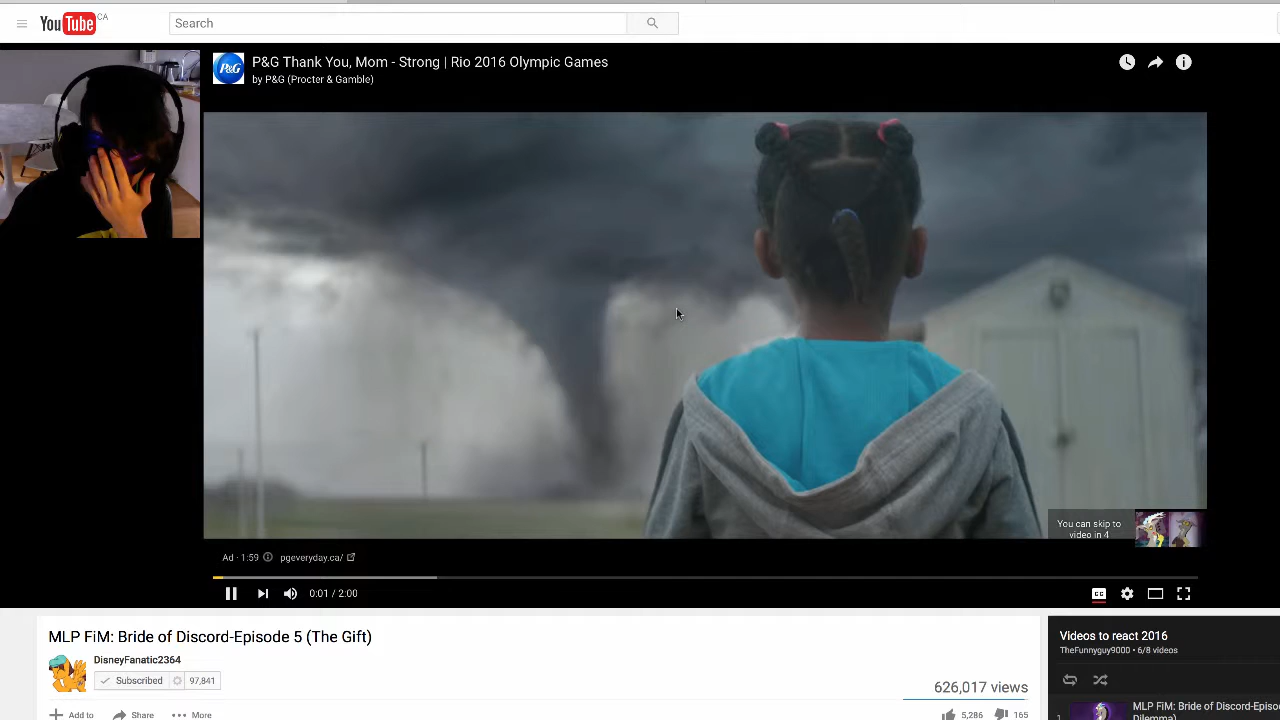 YouTube CA
Search
P&G
P&G Thank You, Mom - Strong | Rio 2016 Olympic Games
by P&G (Procter & Gamble)
You can skip to
video in 4
Ad · 1:59 pgeveryday.ca/
0:01 / 2:00
CC
MLP FiM: Bride of Discord-Episode 5 (The Gift)
DisneyFanatic2364
Subscribed 97,841
626,017 views
Add to Share More
5,286 165
Videos to react 2016
TheFunnyguy9000 • 6/8 videos
1
MLP FiM: Bride of Discord-Episo
Dilemma)